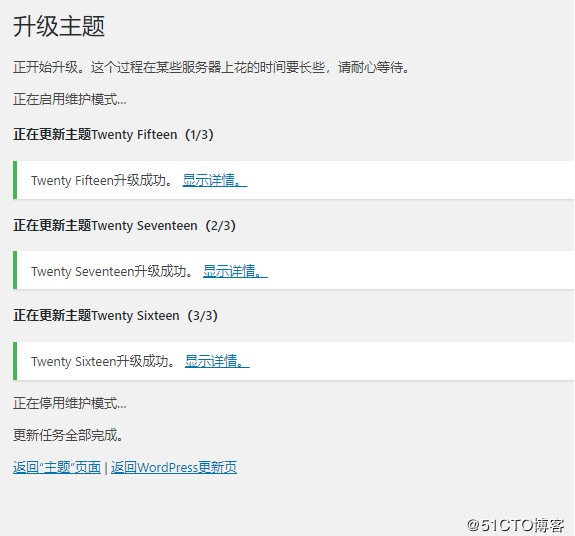 升级主题
正开始升级。这个过程在某些服务器上花的时间要长些，请耐心等待。
正在启用维护模式…
正在更新主题Twenty Fifteen（1/3）
Twenty Fifteen升级成功。 显示详情。
正在更新主题Twenty Seventeen（2/3）
Twenty Seventeen升级成功。 显示详情。
正在更新主题Twenty Sixteen（3/3）
Twenty Sixteen升级成功。 显示详情。
正在停用维护模式…
更新任务全部完成。
返回“主题”页面 | 返回WordPress更新页
@51CTO博客